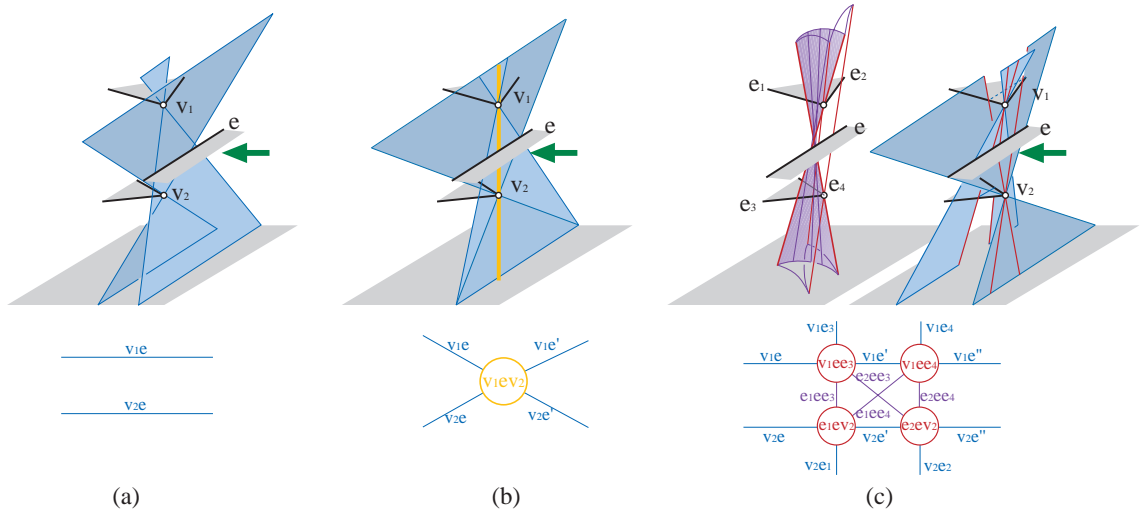 v1
e
v2
v1
e
v2
e1
e2
e4
e3
v1
e
v2
v1e
v2e
v1e
v1e'
v1ev2
v2e
v2e'
v1e3
v1e4
v1e
v1ee3
v1e'
v1ee4
v1e"
e2ee3
e1ee3
e2ee4
e1ee4
v2e
e1ev2
v2e'
e2ev2
v2e"
v2e1
v2e2
(a)
(b)
(c)